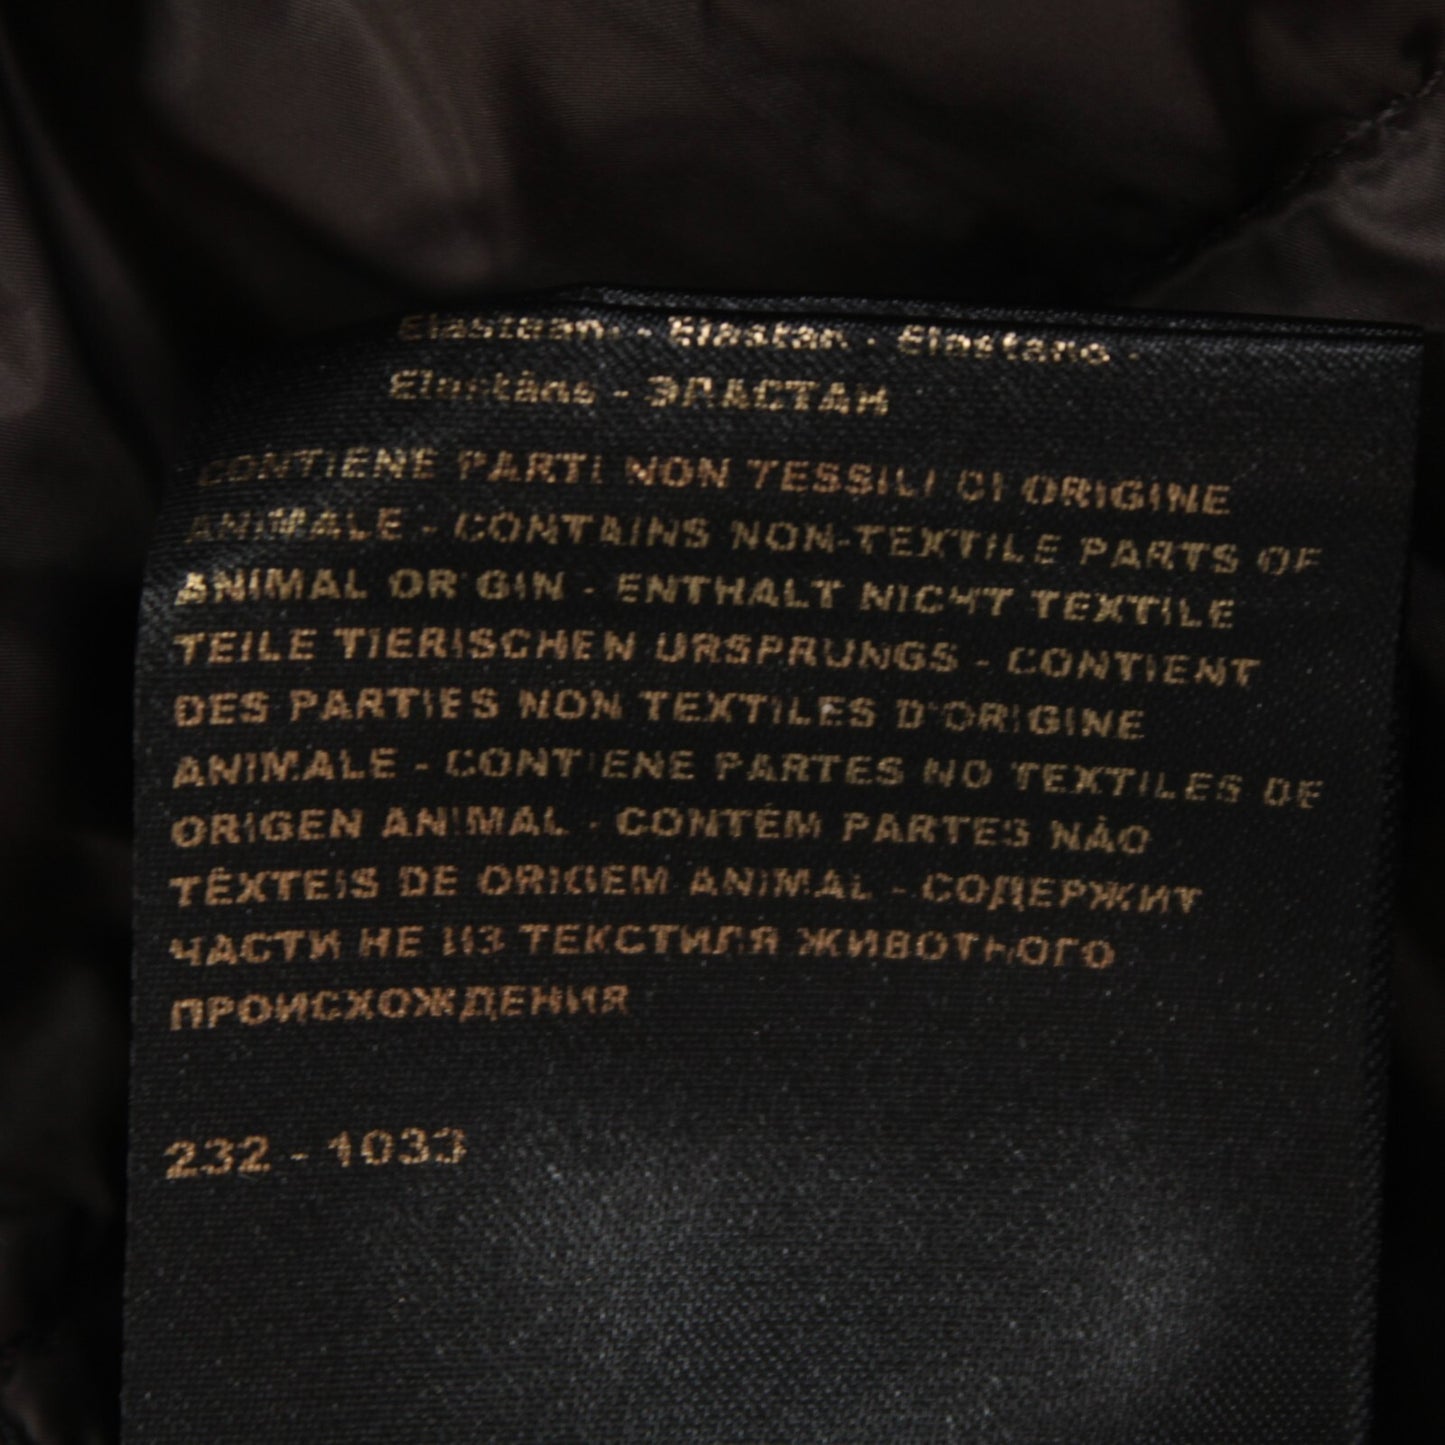 Elastaan - Elastan - Elastano -
Elastāns - ЭЛАСТАН
CONTIENE PARTI NON TESSILI DI ORIGINE
ANIMALE - CONTAINS NON-TEXTILE PARTS OF
ANIMAL ORIGIN - ENTHÄLT NICHT TEXTILE
TEILE TIERISCHEN URSPRUNGS - CONTIENT
DES PARTIES NON TEXTILES D'ORIGINE
ANIMALE - CONTIENE PARTES NO TEXTILES DE
ORIGEN ANIMAL - CONTÉM PARTES NÃO
TÊXTEIS DE ORIGEM ANIMAL - СОДЕРЖИТ
ЧАСТИ НЕ ИЗ ТЕКСТИЛЯ ЖИВОТНОГО
ПРОИСХОЖДЕНИЯ
232 - 1033